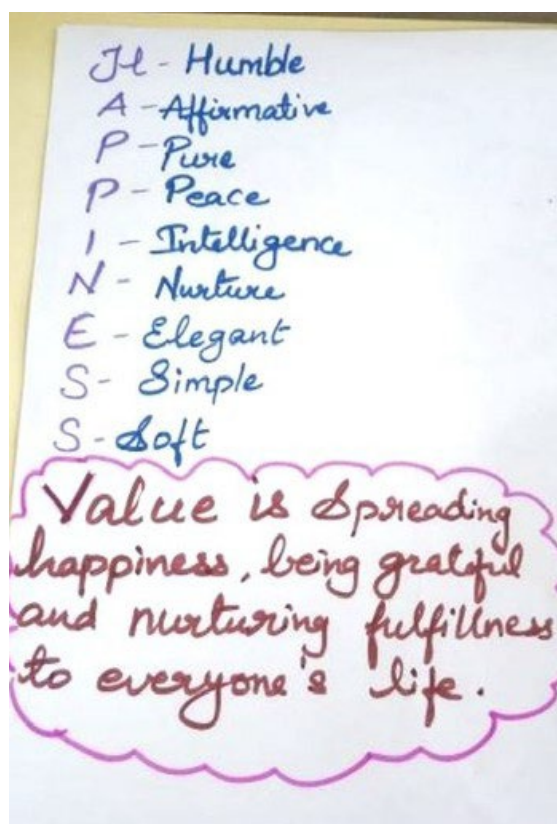 H - Humble
A - Affirmative
P - Pure
P - Peace
I - Intelligence
N - Nurture
E - Elegant
S - Simple
S - Soft
Value is Spreading
happiness, being grateful
and nurturing fulfillness
to everyone's life.